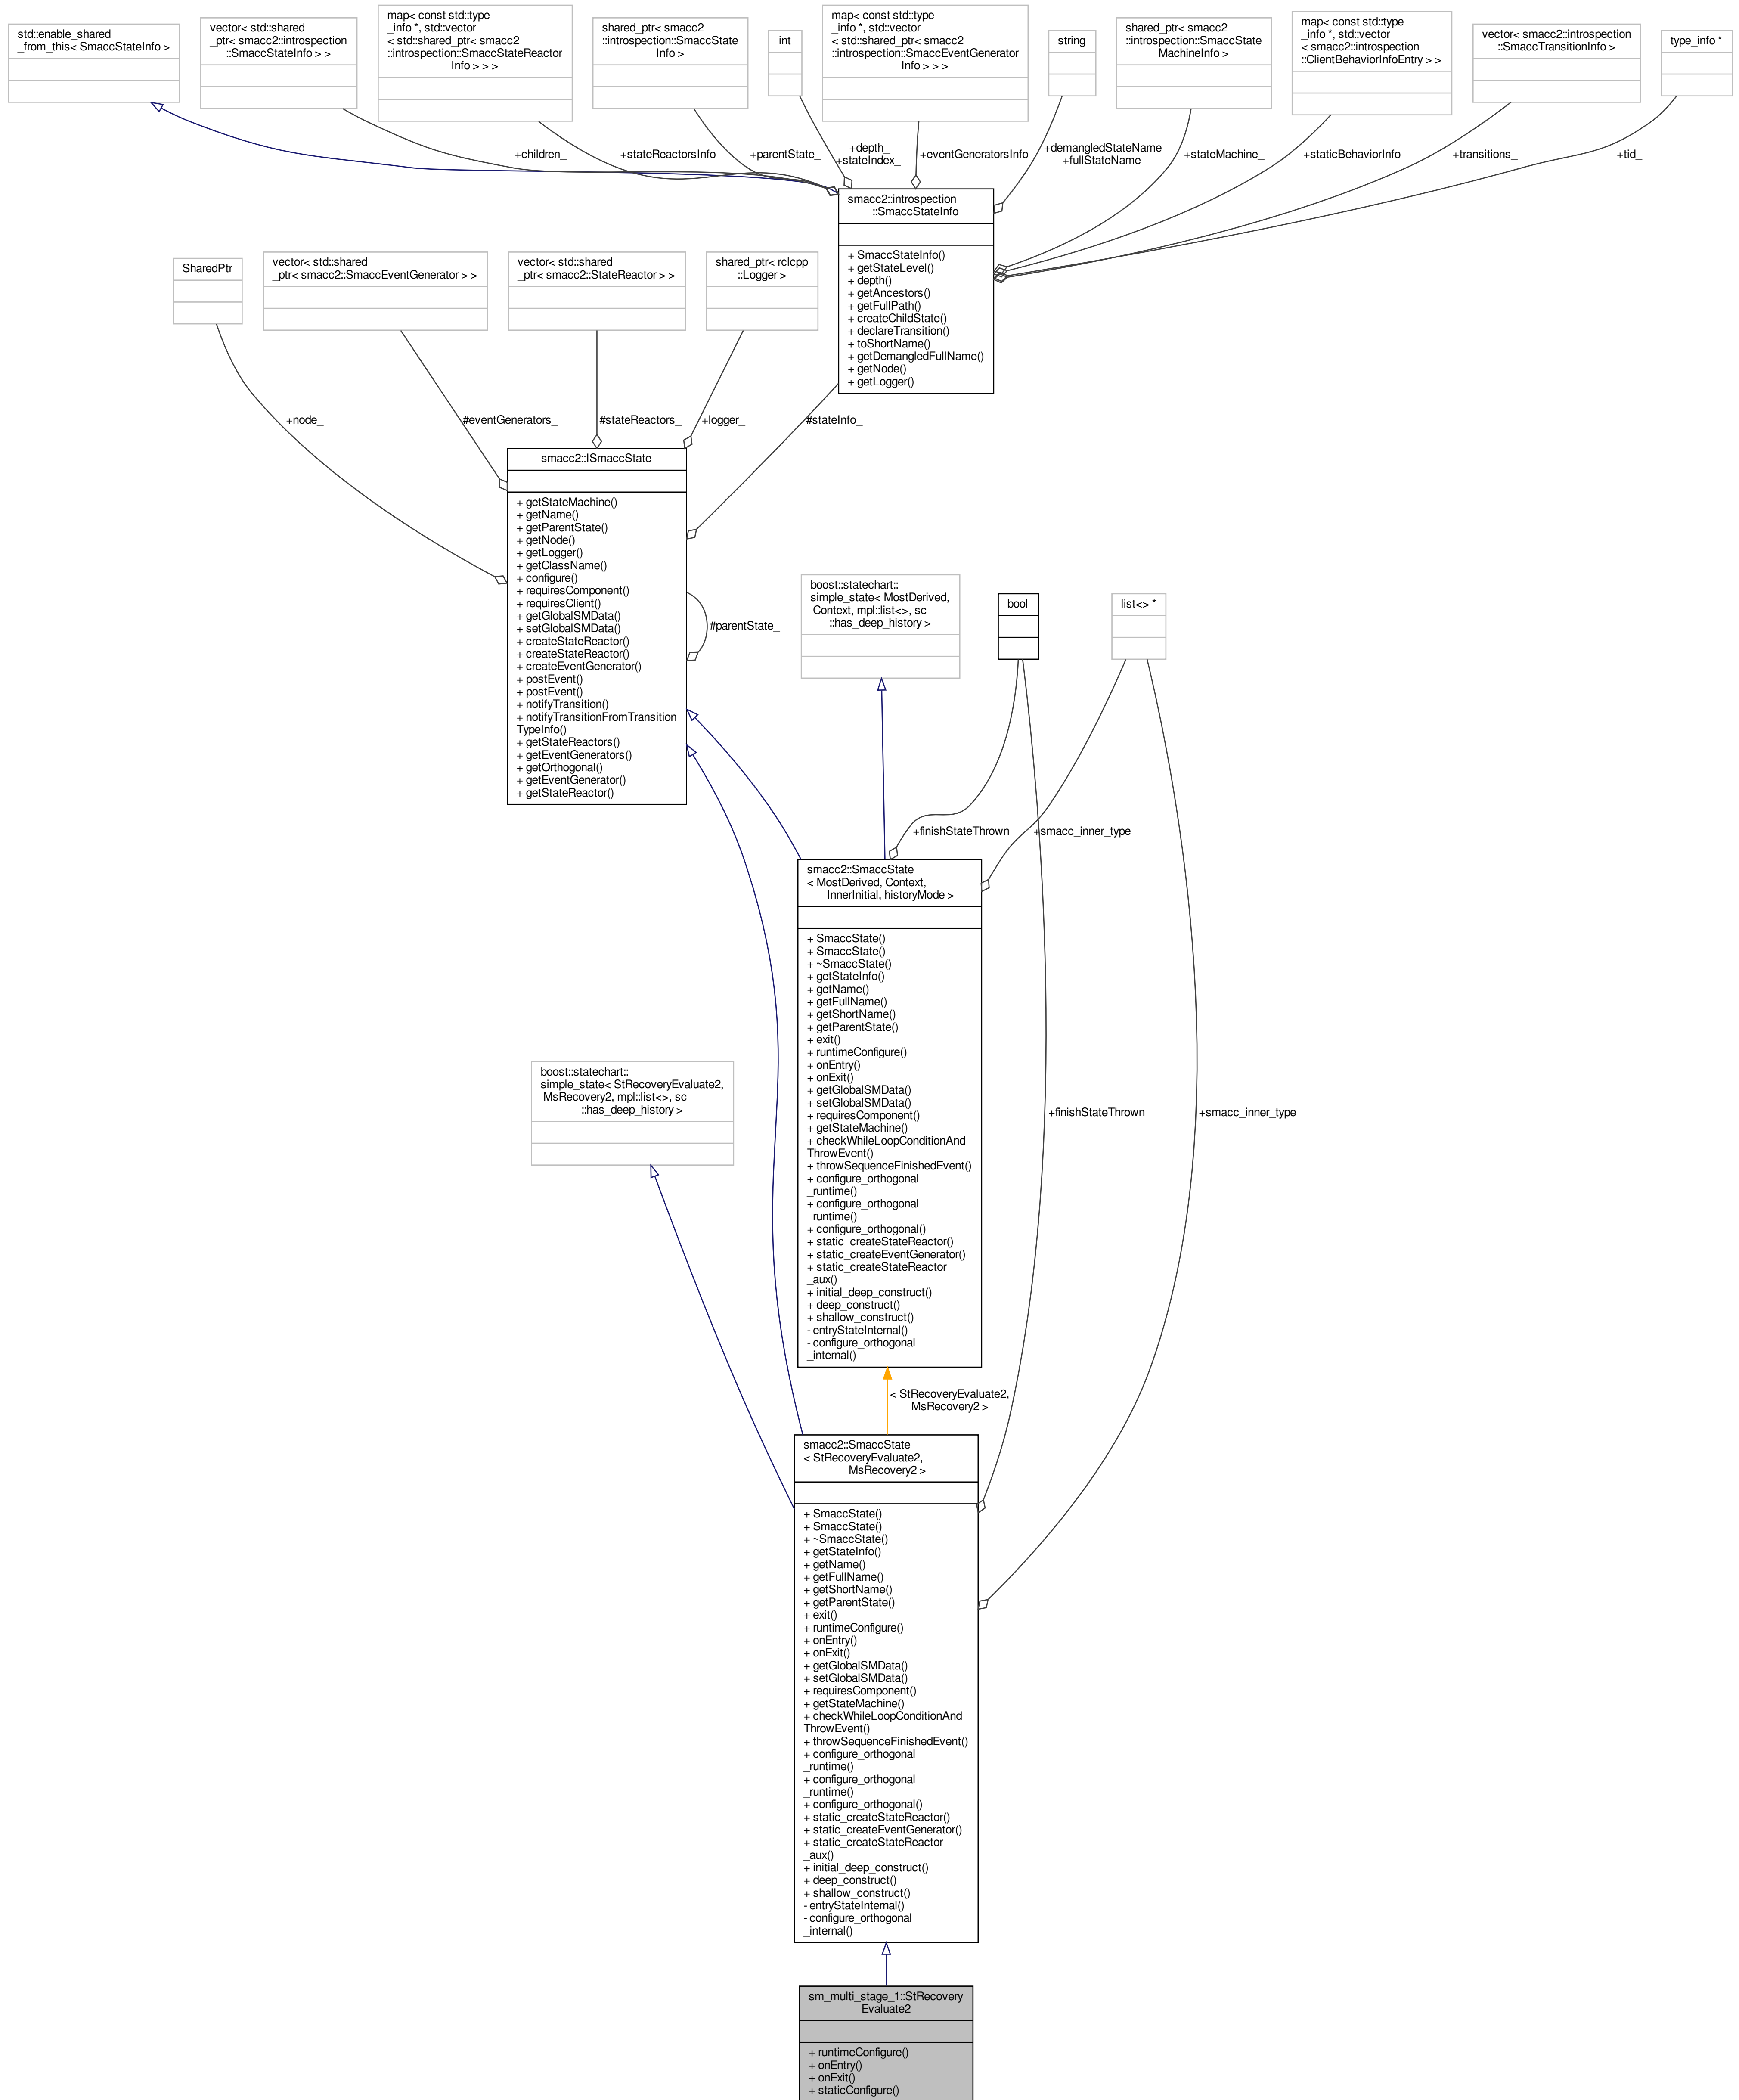 std::enable_shared
_from_this< SmaccStateInfo >
vector< std::shared
_ptr< smacc2::introspection
::SmaccStateInfo > >
map< const std::type
_info *, std::vector
< std::shared_ptr< smacc2
::introspection::SmaccStateReactor
Info > > >
shared_ptr< smacc2
::introspection::SmaccState
Info >
int
map< const std::type
_info *, std::vector
< std::shared_ptr< smacc2
::introspection::SmaccEventGenerator
Info > > >
string
shared_ptr< smacc2
::introspection::SmaccState
MachineInfo >
map< const std::type
_info *, std::vector
< smacc2::introspection
::ClientBehaviorInfoEntry > >
vector< smacc2::introspection
::SmaccTransitionInfo >
type_info *
+children_
+stateReactorsInfo
+parentState_
+depth_
+stateIndex_
+eventGeneratorsInfo
+demangledStateName
+fullStateName
+stateMachine_
+staticBehaviorInfo
+transitions_
+tid_
smacc2::introspection
::SmaccStateInfo
+ SmaccStateInfo()
+ getStateLevel()
+ depth()
+ getAncestors()
+ getFullPath()
+ createChildState()
+ declareTransition()
+ toShortName()
+ getDemangledFullName()
+ getNode()
+ getLogger()
SharedPtr
vector< std::shared
_ptr< smacc2::SmaccEventGenerator > >
vector< std::shared
_ptr< smacc2::StateReactor > >
shared_ptr< rclcpp
::Logger >
+node_
#eventGenerators_
#stateReactors_
+logger_
#stateInfo_
smacc2::ISmaccState
+ getStateMachine()
+ getName()
+ getParentState()
+ getNode()
+ getLogger()
+ getClassName()
+ configure()
+ requiresComponent()
+ requiresClient()
+ getGlobalSMData()
+ setGlobalSMData()
+ createStateReactor()
+ createStateReactor()
+ createEventGenerator()
+ postEvent()
+ postEvent()
+ notifyTransition()
+ notifyTransitionFromTransition
TypeInfo()
+ getStateReactors()
+ getEventGenerators()
+ getOrthogonal()
+ getEventGenerator()
+ getStateReactor()
#parentState_
boost::statechart::
simple_state< MostDerived,
Context, mpl::list<>, sc
::has_deep_history >
bool
list<> *
+finishStateThrown
+smacc_inner_type
smacc2::SmaccState
< MostDerived, Context,
InnerInitial, historyMode >
+ SmaccState()
+ SmaccState()
+ ~SmaccState()
+ getStateInfo()
+ getName()
+ getFullName()
+ getShortName()
+ getParentState()
+ exit()
+ runtimeConfigure()
+ onEntry()
+ onExit()
+ getGlobalSMData()
+ setGlobalSMData()
+ requiresComponent()
+ getStateMachine()
+ checkWhileLoopConditionAnd
ThrowEvent()
+ throwSequenceFinishedEvent()
+ configure_orthogonal
_runtime()
+ configure_orthogonal
_runtime()
+ configure_orthogonal()
+ static_createStateReactor()
+ static_createEventGenerator()
+ static_createStateReactor
_aux()
+ initial_deep_construct()
+ deep_construct()
+ shallow_construct()
- entryStateInternal()
- configure_orthogonal
_internal()
boost::statechart::
simple_state< StRecoveryEvaluate2,
MsRecovery2, mpl::list<>, sc
::has_deep_history >
+finishStateThrown
+smacc_inner_type
< StRecoveryEvaluate2,
MsRecovery2 >
smacc2::SmaccState
< StRecoveryEvaluate2,
MsRecovery2 >
+ SmaccState()
+ SmaccState()
+ ~SmaccState()
+ getStateInfo()
+ getName()
+ getFullName()
+ getShortName()
+ getParentState()
+ exit()
+ runtimeConfigure()
+ onEntry()
+ onExit()
+ getGlobalSMData()
+ setGlobalSMData()
+ requiresComponent()
+ getStateMachine()
+ checkWhileLoopConditionAnd
ThrowEvent()
+ throwSequenceFinishedEvent()
+ configure_orthogonal
_runtime()
+ configure_orthogonal
_runtime()
+ configure_orthogonal()
+ static_createStateReactor()
+ static_createEventGenerator()
+ static_createStateReactor
_aux()
+ initial_deep_construct()
+ deep_construct()
+ shallow_construct()
- entryStateInternal()
- configure_orthogonal
_internal()
sm_multi_stage_1::StRecovery
Evaluate2
+ runtimeConfigure()
+ onEntry()
+ onExit()
+ staticConfigure()